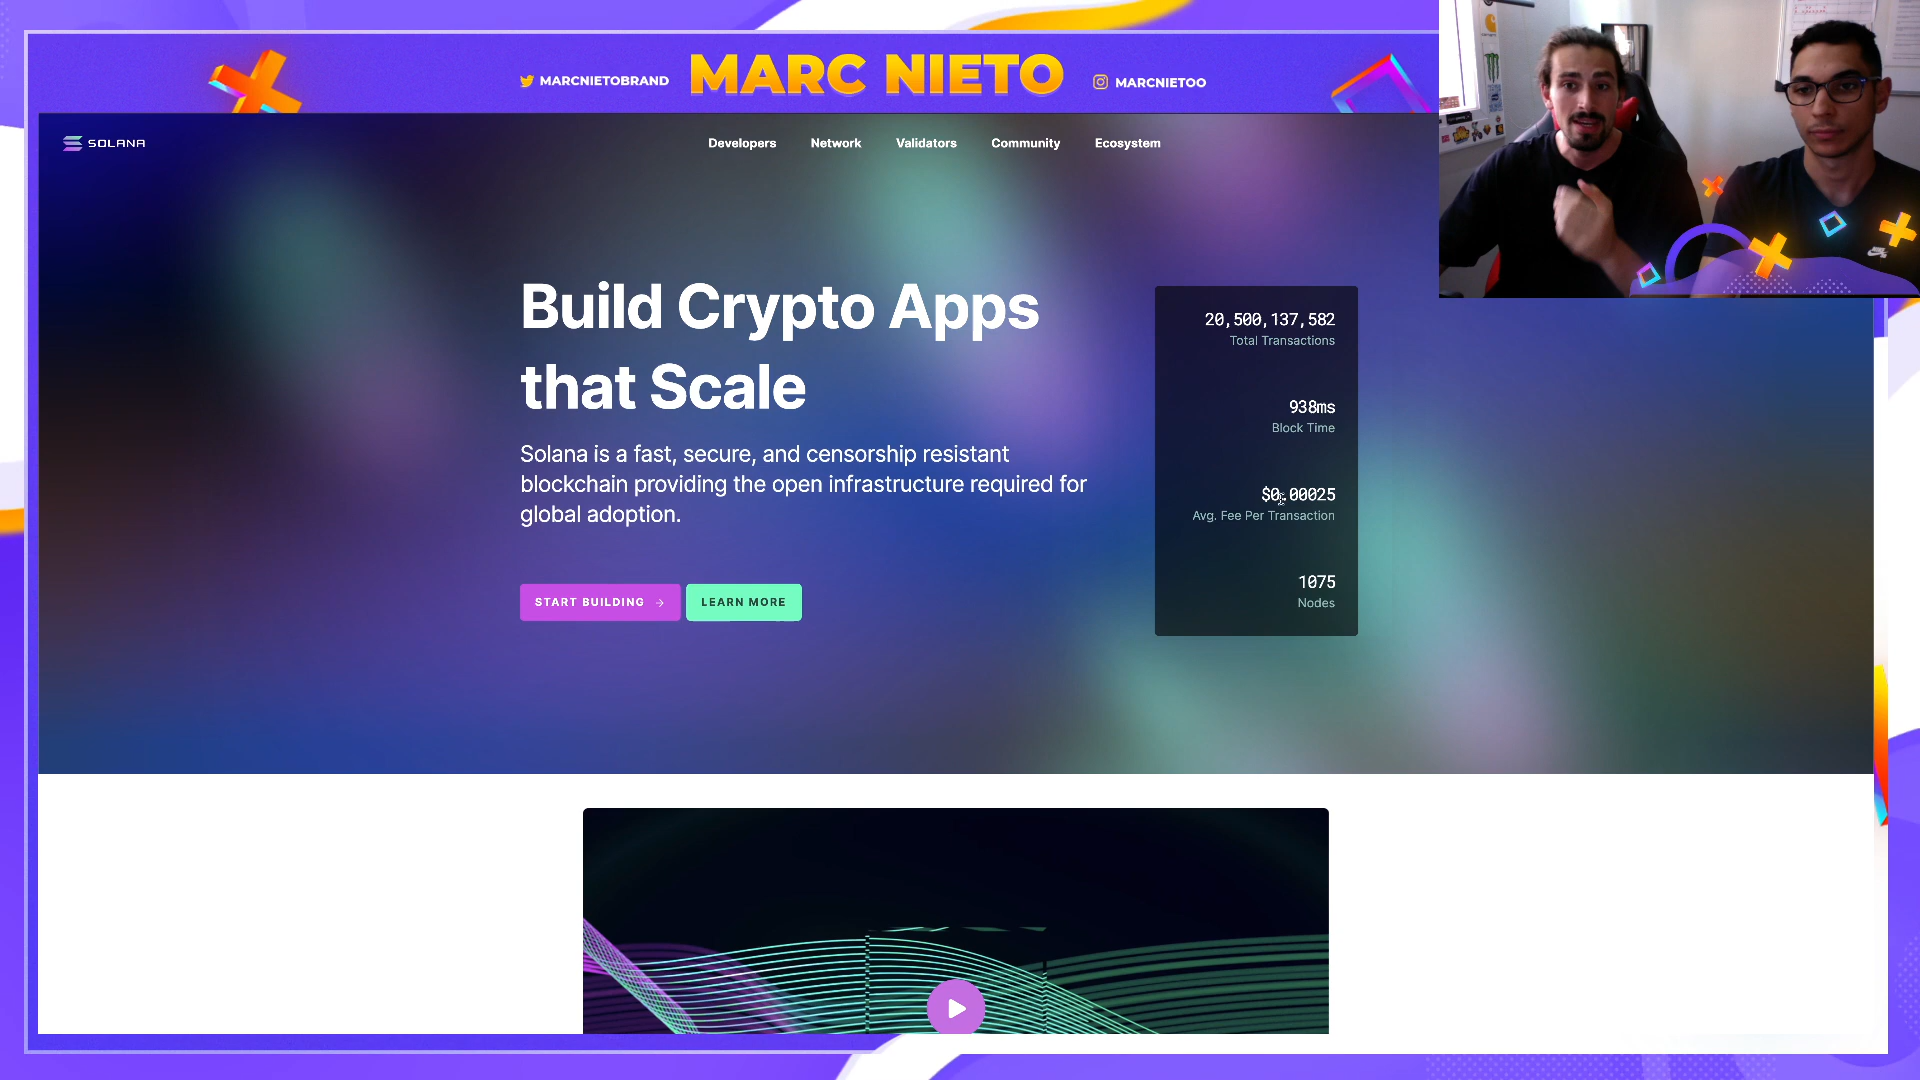 MARCNIETOBRAND
MARC NIETO
MARCNIETOO
SOLANA
Developers
Network
Validators
Community
Ecosystem
Build Crypto Apps
that Scale
Solana is a fast, secure, and censorship resistant
blockchain providing the open infrastructure required for
global adoption.
START BUILDING →
LEARN MORE
20,500,137,582
Total Transactions
938ms
Block Time
$0.00025
Avg. Fee Per Transaction
1075
Nodes